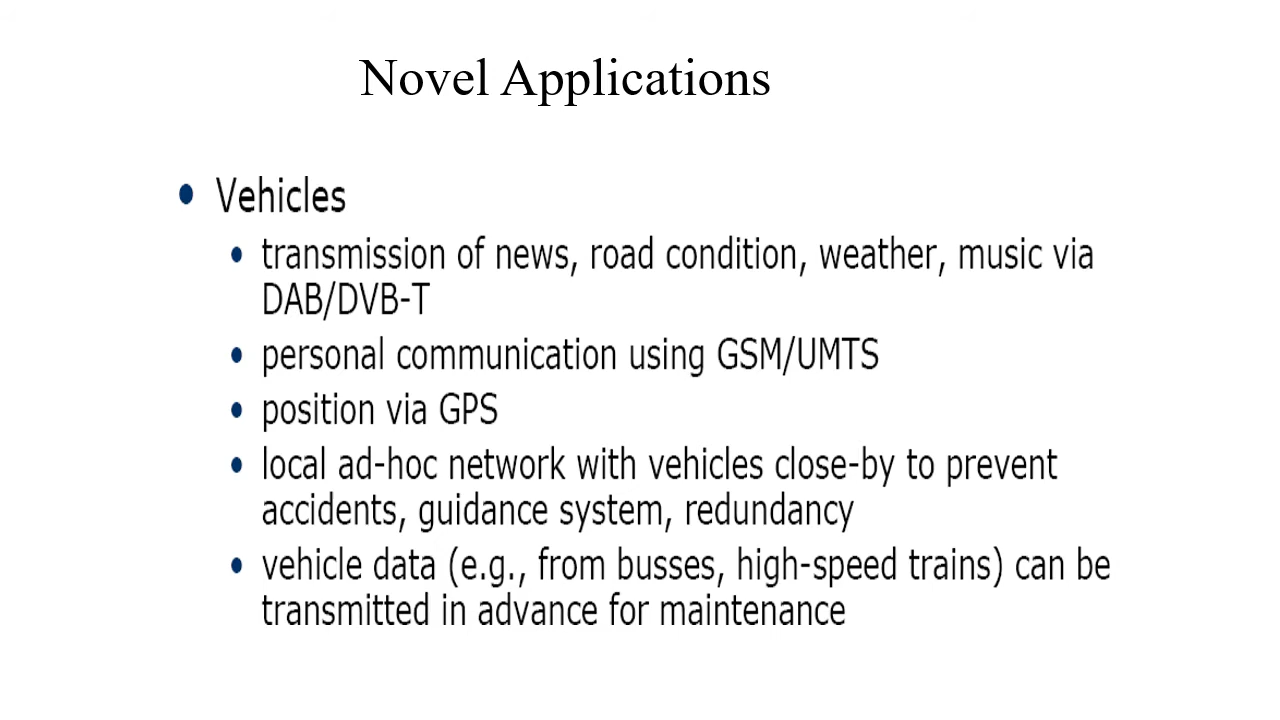 Novel Applications
• Vehicles
• transmission of news, road condition, weather, music via
DAB/DVB-T
• personal communication using GSM/UMTS
• position via GPS
• local ad-hoc network with vehicles close-by to prevent
accidents, guidance system, redundancy
• vehicle data (e.g., from busses, high-speed trains) can be
transmitted in advance for maintenance